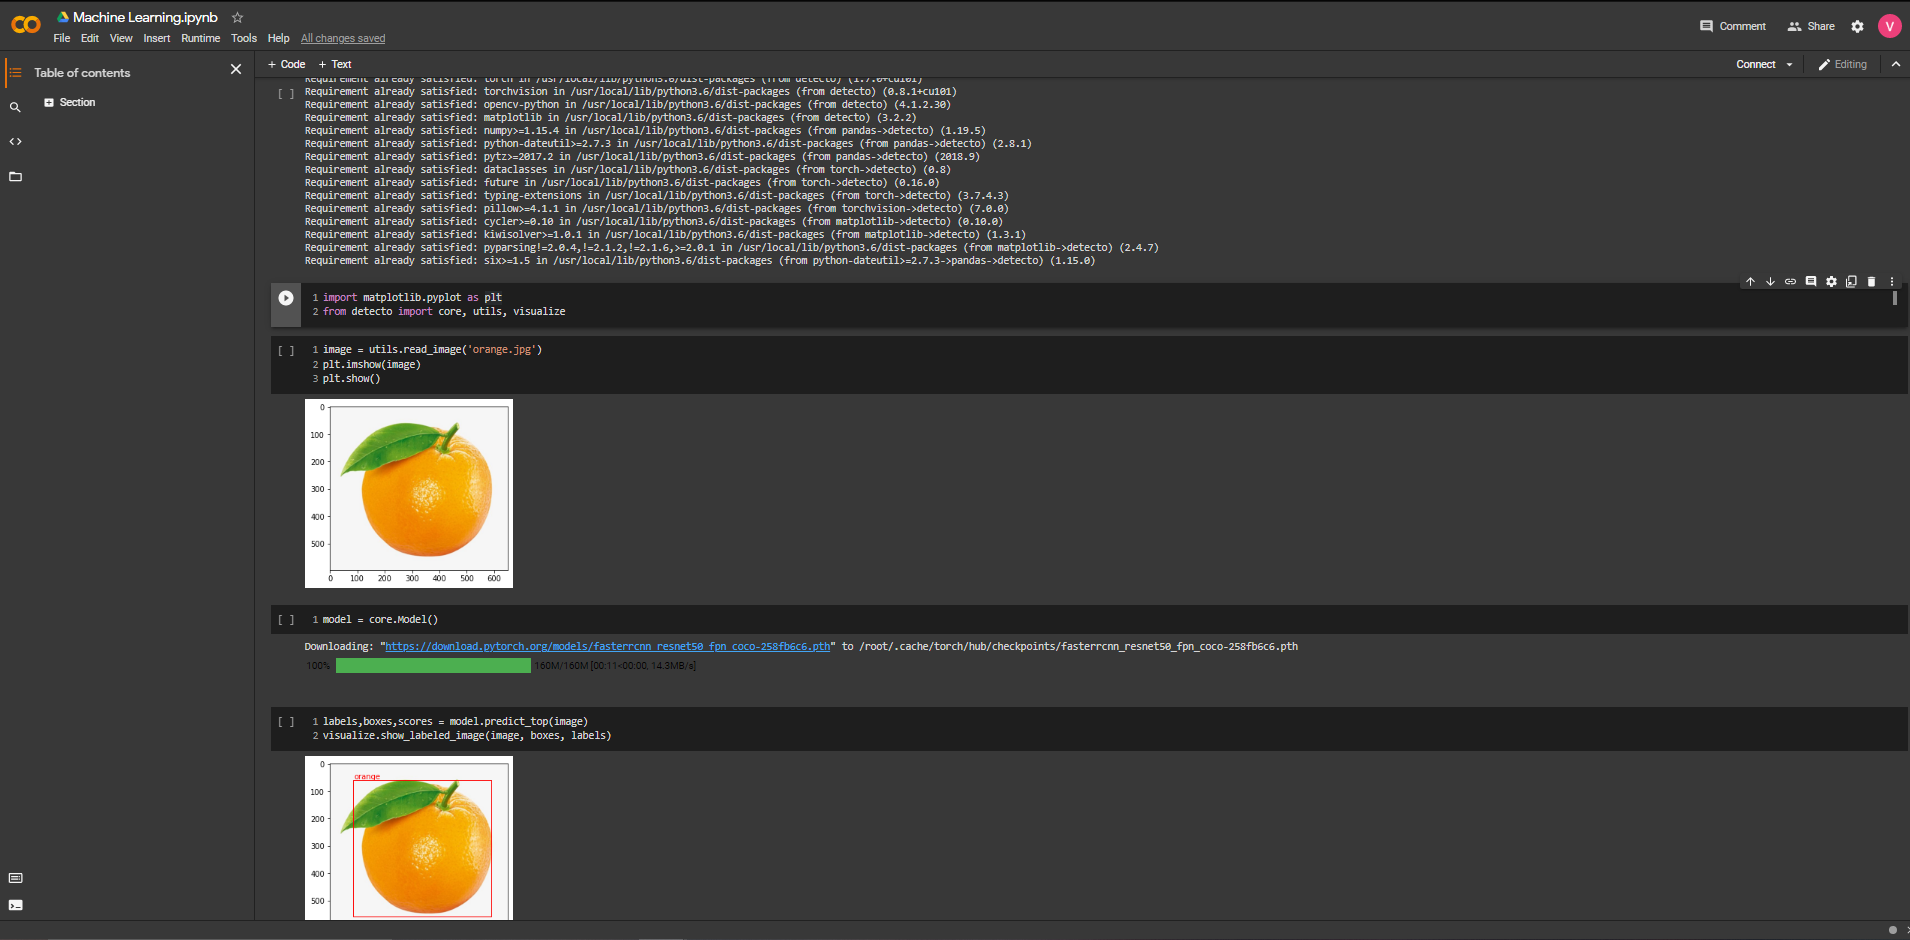 Machine Learning.ipynb
File Edit View Insert Runtime Tools Help All changes saved
Comment Share V
Table of contents
Section
+ Code + Text
Connect Editing
Requirement already satisfied: torch in /usr/local/lib/python3.6/dist-packages (from detecto) (1.7.0+cu101)
[ ] Requirement already satisfied: torchvision in /usr/local/lib/python3.6/dist-packages (from detecto) (0.8.1+cu101)
Requirement already satisfied: opencv-python in /usr/local/lib/python3.6/dist-packages (from detecto) (4.1.2.30)
Requirement already satisfied: matplotlib in /usr/local/lib/python3.6/dist-packages (from detecto) (3.2.2)
Requirement already satisfied: numpy>=1.15.4 in /usr/local/lib/python3.6/dist-packages (from pandas->detecto) (1.19.5)
Requirement already satisfied: python-dateutil>=2.7.3 in /usr/local/lib/python3.6/dist-packages (from pandas->detecto) (2.8.1)
Requirement already satisfied: pytz>=2017.2 in /usr/local/lib/python3.6/dist-packages (from pandas->detecto) (2018.9)
Requirement already satisfied: dataclasses in /usr/local/lib/python3.6/dist-packages (from torch->detecto) (0.8)
Requirement already satisfied: future in /usr/local/lib/python3.6/dist-packages (from torch->detecto) (0.16.0)
Requirement already satisfied: typing-extensions in /usr/local/lib/python3.6/dist-packages (from torch->detecto) (3.7.4.3)
Requirement already satisfied: pillow>=4.1.1 in /usr/local/lib/python3.6/dist-packages (from torchvision->detecto) (7.0.0)
Requirement already satisfied: cycler>=0.10 in /usr/local/lib/python3.6/dist-packages (from matplotlib->detecto) (0.10.0)
Requirement already satisfied: kiwisolver>=1.0.1 in /usr/local/lib/python3.6/dist-packages (from matplotlib->detecto) (1.3.1)
Requirement already satisfied: pyparsing!=2.0.4,!=2.1.2,!=2.1.6,>=2.0.1 in /usr/local/lib/python3.6/dist-packages (from matplotlib->detecto) (2.4.7)
Requirement already satisfied: six>=1.5 in /usr/local/lib/python3.6/dist-packages (from python-dateutil>=2.7.3->pandas->detecto) (1.15.0)
1 import matplotlib.pyplot as plt
2 from detecto import core, utils, visualize
[ ] 1 image = utils.read_image('orange.jpg')
2 plt.imshow(image)
3 plt.show()
0
100
200
300
400
500
0 100 200 300 400 500 600
[ ] 1 model = core.Model()
Downloading: "https://download.pytorch.org/models/fasterrcnn_resnet50_fpn_coco-258fb6c6.pth" to /root/.cache/torch/hub/checkpoints/fasterrcnn_resnet50_fpn_coco-258fb6c6.pth
100% 160M/160M [00:11<00:00, 14.3MB/s]
[ ] 1 labels,boxes,scores = model.predict_top(image)
2 visualize.show_labeled_image(image, boxes, labels)
0
orange
100
200
300
400
500